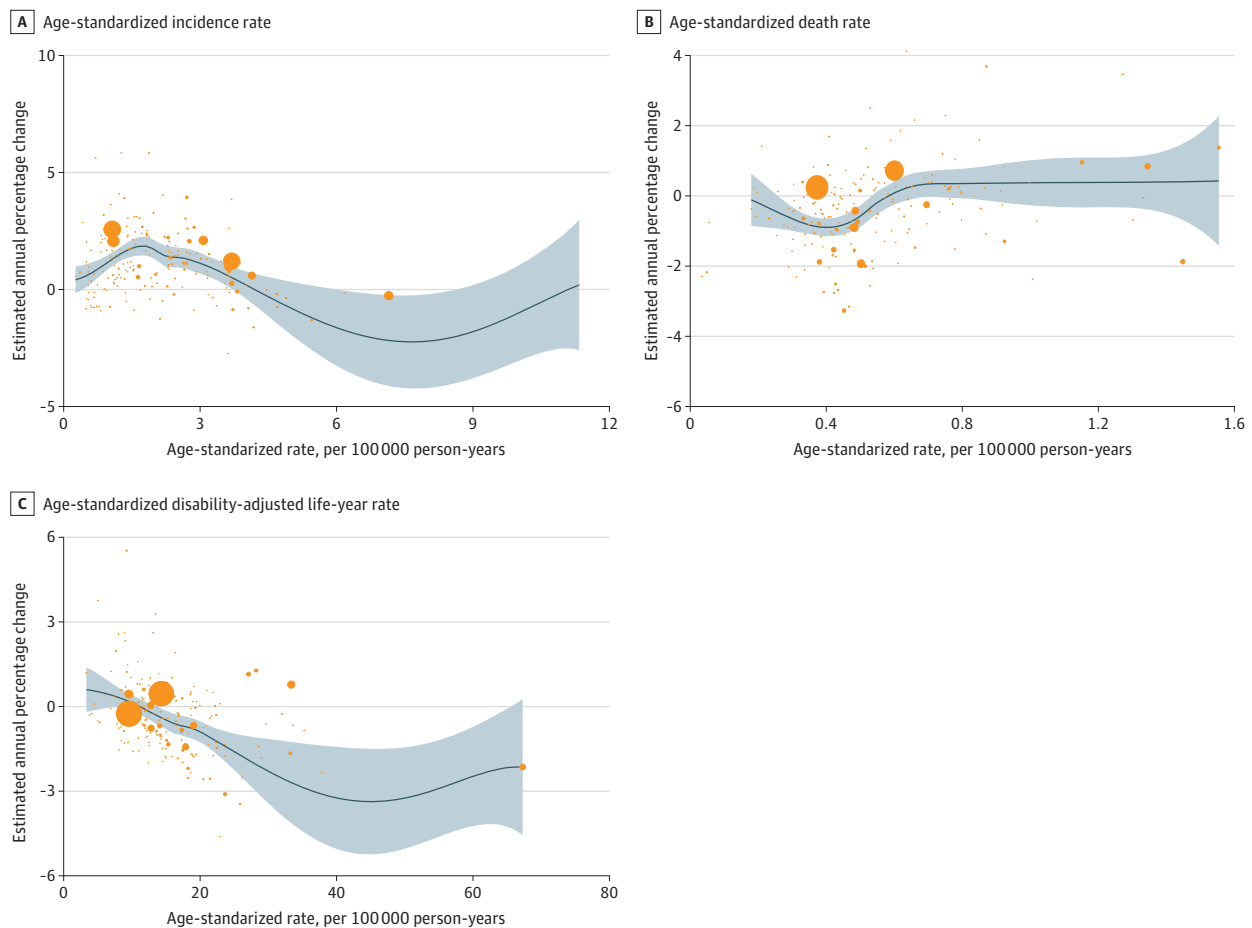 A Age-standardized incidence rate
10
5
0
-5
Estimated annual percentage change
0 3 6 9 12
Age-standarized rate, per 100 000 person-years
B Age-standardized death rate
4
2
0
-2
-4
-6
Estimated annual percentage change
0 0.4 0.8 1.2 1.6
Age-standarized rate, per 100 000 person-years
C Age-standardized disability-adjusted life-year rate
6
3
0
-3
-6
Estimated annual percentage change
0 20 40 60 80
Age-standarized rate, per 100 000 person-years